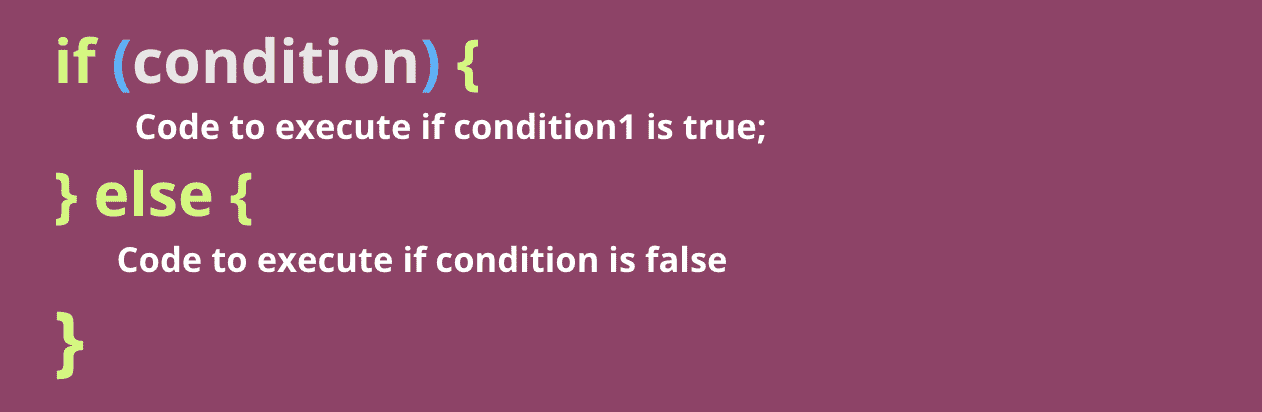 if (condition) {
Code to execute if condition1 is true;
} else {
Code to execute if condition is false
}